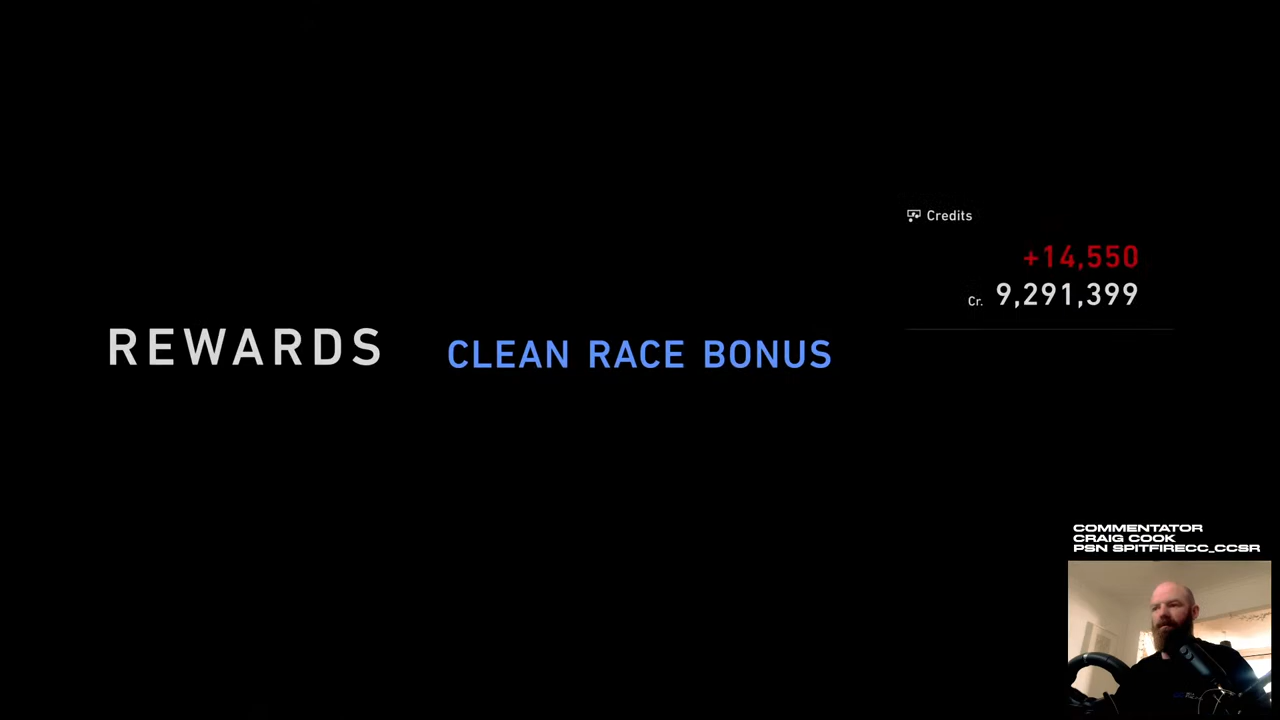 REWARDS
CLEAN RACE BONUS
Credits
+14,550
Cr. 9,291,399
COMMENTATOR
CRAIG COOK
PSN SPITFIRECC_CCSR